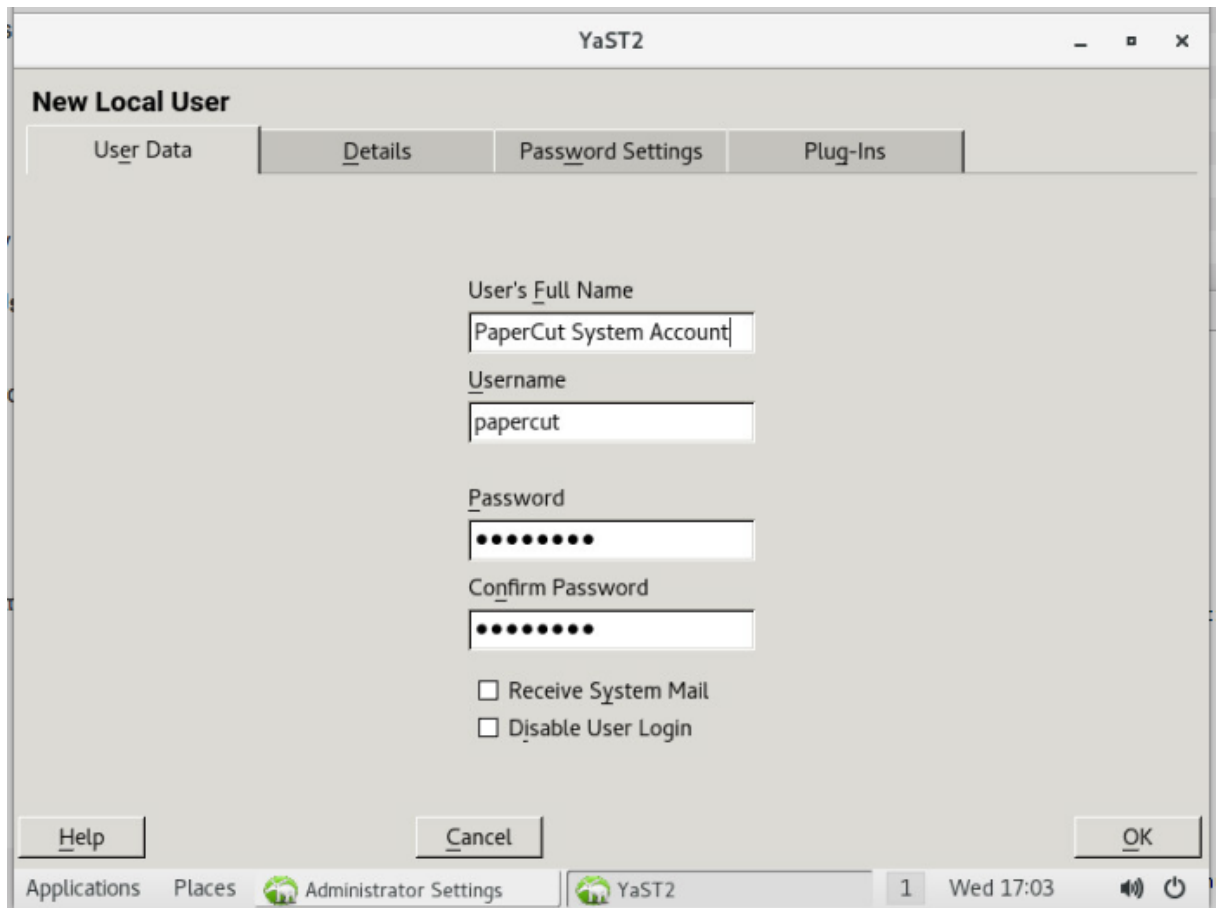 YaST2
New Local User
User Data
Details
Password Settings
Plug-Ins
User's Full Name
PaperCut System Account
Username
papercut
Password
••••••••
Confirm Password
••••••••
Receive System Mail
Disable User Login
Help
Cancel
OK
Applications
Places
Administrator Settings
YaST2
1
Wed 17:03